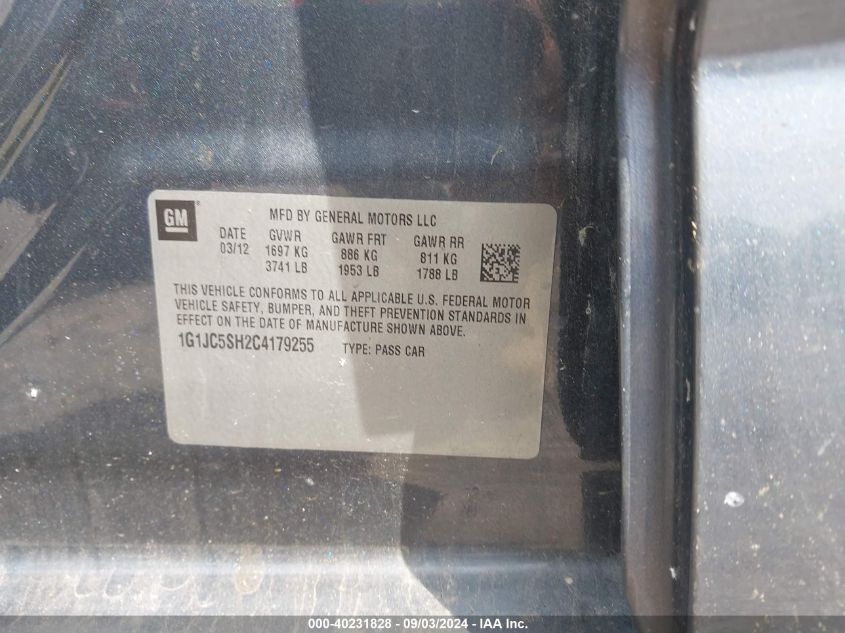 GM ®
MFD BY GENERAL MOTORS LLC
DATE GVWR GAWR FRT GAWR RR
03/12 1697 KG 886 KG 811 KG
3741 LB 1953 LB 1788 LB
THIS VEHICLE CONFORMS TO ALL APPLICABLE U.S. FEDERAL MOTOR
VEHICLE SAFETY, BUMPER, AND THEFT PREVENTION STANDARDS IN
EFFECT ON THE DATE OF MANUFACTURE SHOWN ABOVE.
1G1JC5SH2C4179255 TYPE: PASS CAR
000-40231828 - 09/03/2024 - IAA Inc.